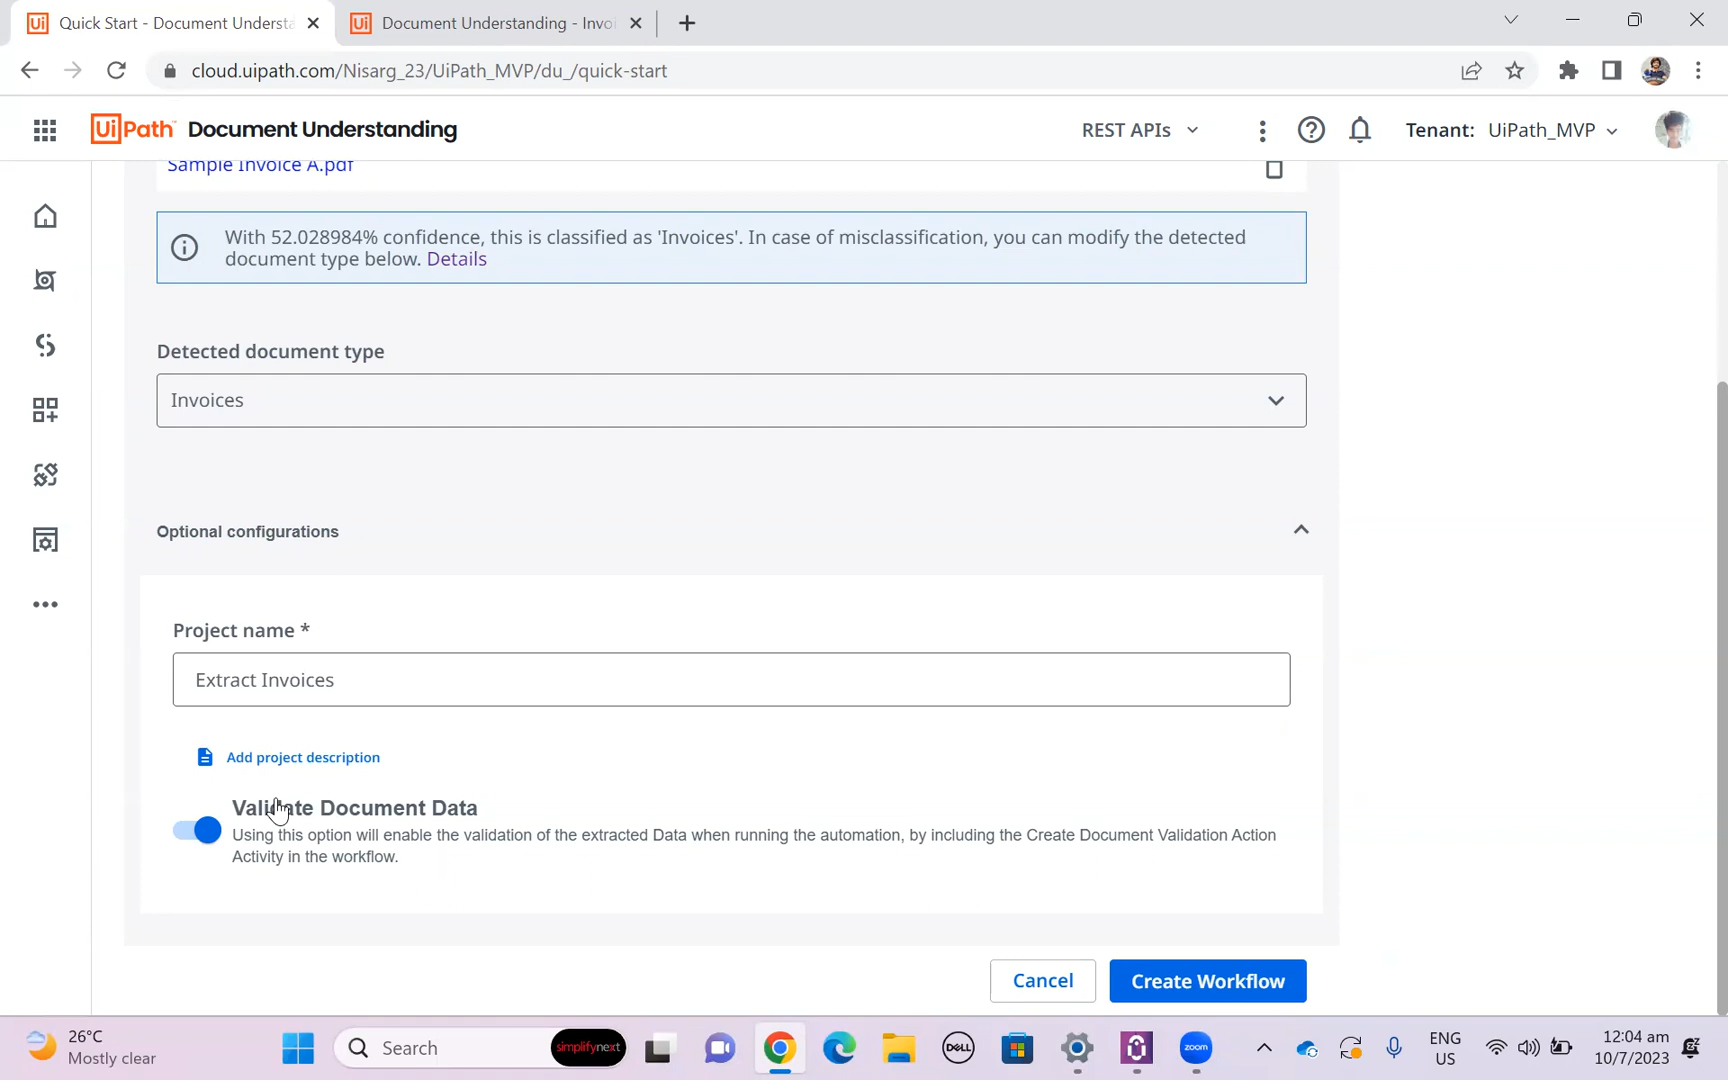 Quick Start - Document Underst
Document Understanding - Invo
cloud.uipath.com/Nisarg_23/UiPath_MVP/du_/quick-start
UiPath Document Understanding
REST APIs
Tenant: UiPath_MVP
Sample Invoice A.pdf
With 52.028984% confidence, this is classified as 'Invoices'. In case of misclassification, you can modify the detected
document type below. Details
Detected document type
Invoices
Optional configurations
Project name *
Extract Invoices
Add project description
Validate Document Data
Using this option will enable the validation of the extracted Data when running the automation, by including the Create Document Validation Action
Activity in the workflow.
Cancel
Create Workflow
26°C
Mostly clear
Search
simplifynext
DELL
zoom
ENG
US
12:04 am
10/7/2023